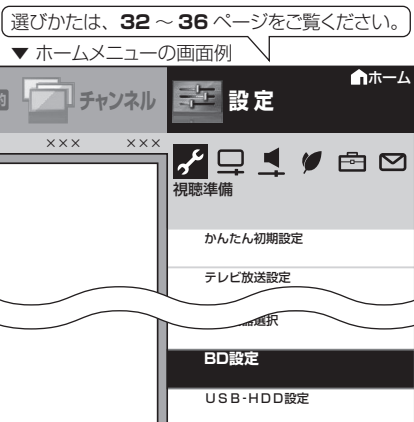 選びかたは、32～36ページをご覧ください。
▼ ホームメニューの画面例
ホーム
チャンネル
設定
××× ×××
視聴準備
かんたん初期設定
テレビ放送設定
選択
BD設定
USB-HDD設定